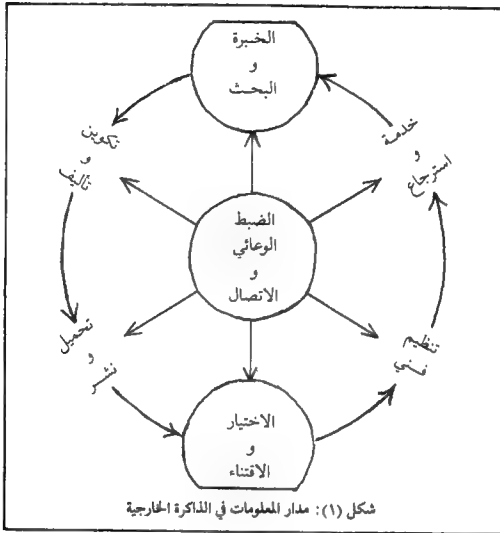 الخبرة
و
البحث
خدمة
و
استرجاع
تكوين
و
تأليف
الضبط
الوعائي
و
الاتصال
تنظيم
فني
تحميل
و
نشر
الاختيار
و
الاقتناء
شكل (١): مدار المعلومات في الذاكرة الخارجية